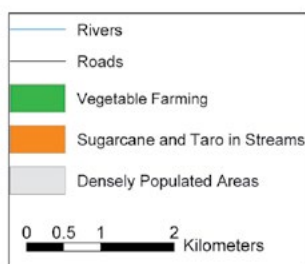 Rivers
Roads
Vegetable Farming
Sugarcane and Taro in Streams
Densely Populated Areas
0 0.5 1 2
Kilometers